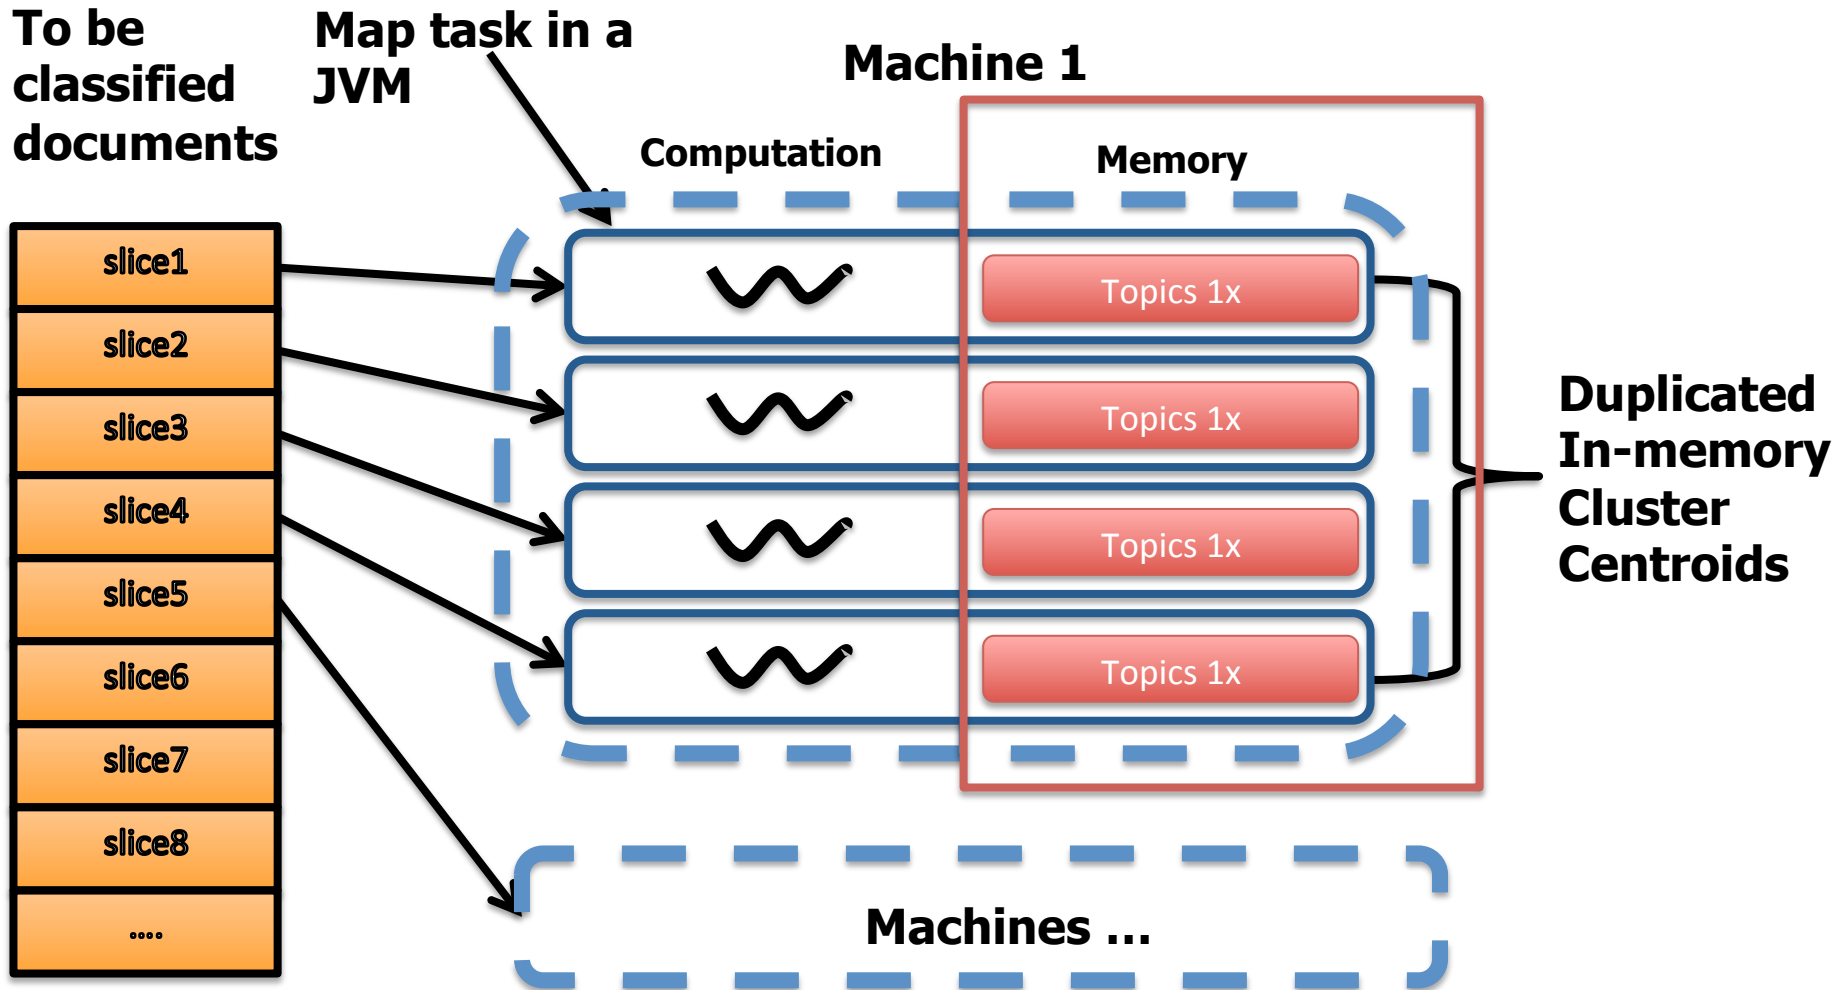 To be
classified
documents
Map task in a
JVM
Machine 1
Computation
Memory
slice1
slice2
slice3
slice4
slice5
slice6
slice7
slice8
....
Topics 1x
Topics 1x
Topics 1x
Topics 1x
Duplicated
In-memory
Cluster
Centroids
Machines ...